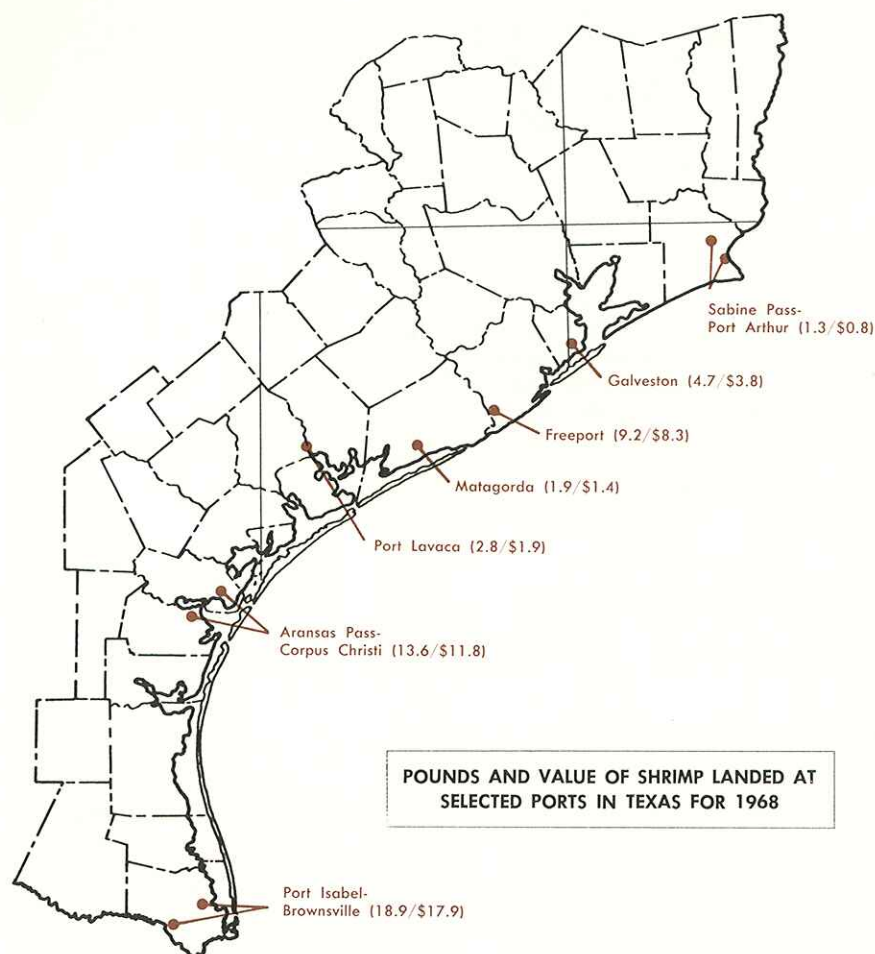 Sabine Pass-
Port Arthur (1.3/$0.8)
Galveston (4.7/$3.8)
Freeport (9.2/$8.3)
Matagorda (1.9/$1.4)
Port Lavaca (2.8/$1.9)
Aransas Pass-
Corpus Christi (13.6/$11.8)
POUNDS AND VALUE OF SHRIMP LANDED AT
SELECTED PORTS IN TEXAS FOR 1968
Port Isabel-
Brownsville (18.9/$17.9)